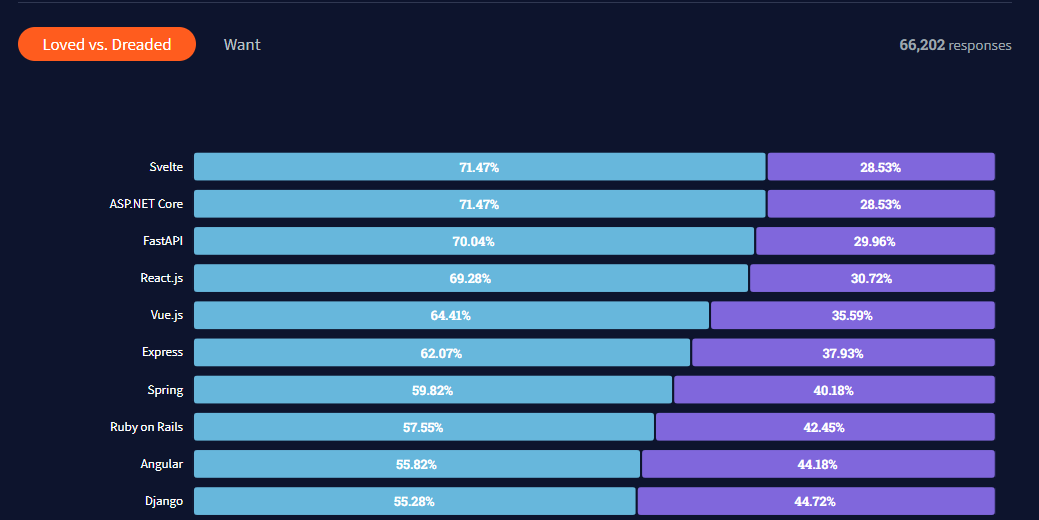 Loved vs. Dreaded Want 66,202 responses
Svelte 71.47% 28.53%
ASP.NET Core 71.47% 28.53%
FastAPI 70.04% 29.96%
React.js 69.28% 30.72%
Vue.js 64.41% 35.59%
Express 62.07% 37.93%
Spring 59.82% 40.18%
Ruby on Rails 57.55% 42.45%
Angular 55.82% 44.18%
Django 55.28% 44.72%